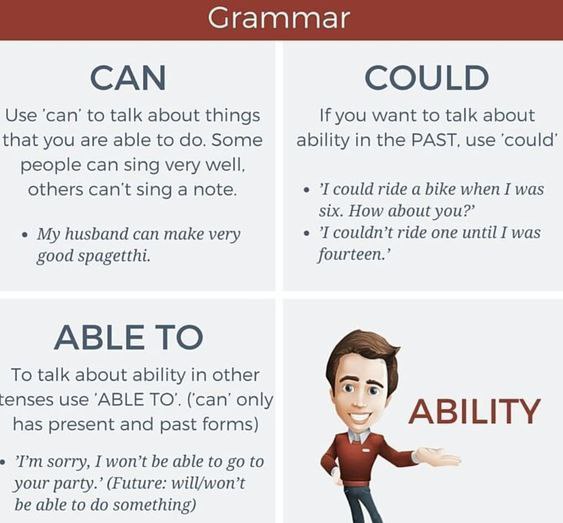 Grammar
CAN
Use 'can' to talk about things
that you are able to do. Some
people can sing very well,
others can't sing a note.
• My husband can make very
good spagetthi.
COULD
If you want to talk about
ability in the PAST, use 'could'
• 'I could ride a bike when I was
six. How about you?'
• 'I couldn't ride one until I was
fourteen.'
ABLE TO
To talk about ability in other
tenses use 'ABLE TO'. ('can' only
has present and past forms)
• 'I'm sorry, I won't be able to go to
your party.' (Future: will/won't
be able to do something)
ABILITY